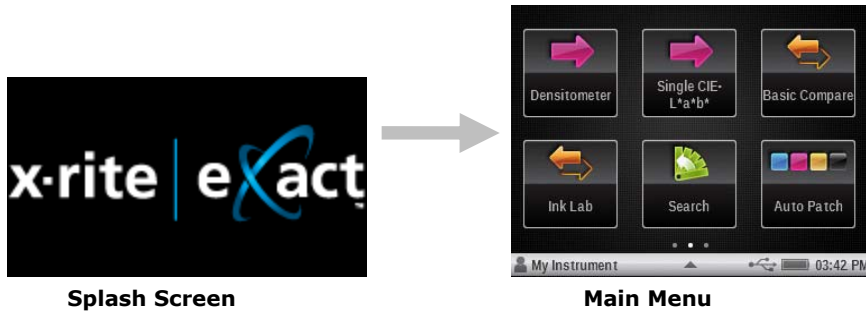 x·rite | eXact™
Densitometer
Single CIE-
L*a*b*
Basic Compare
Ink Lab
Search
Auto Patch
My Instrument
03:42 PM
Splash Screen
Main Menu